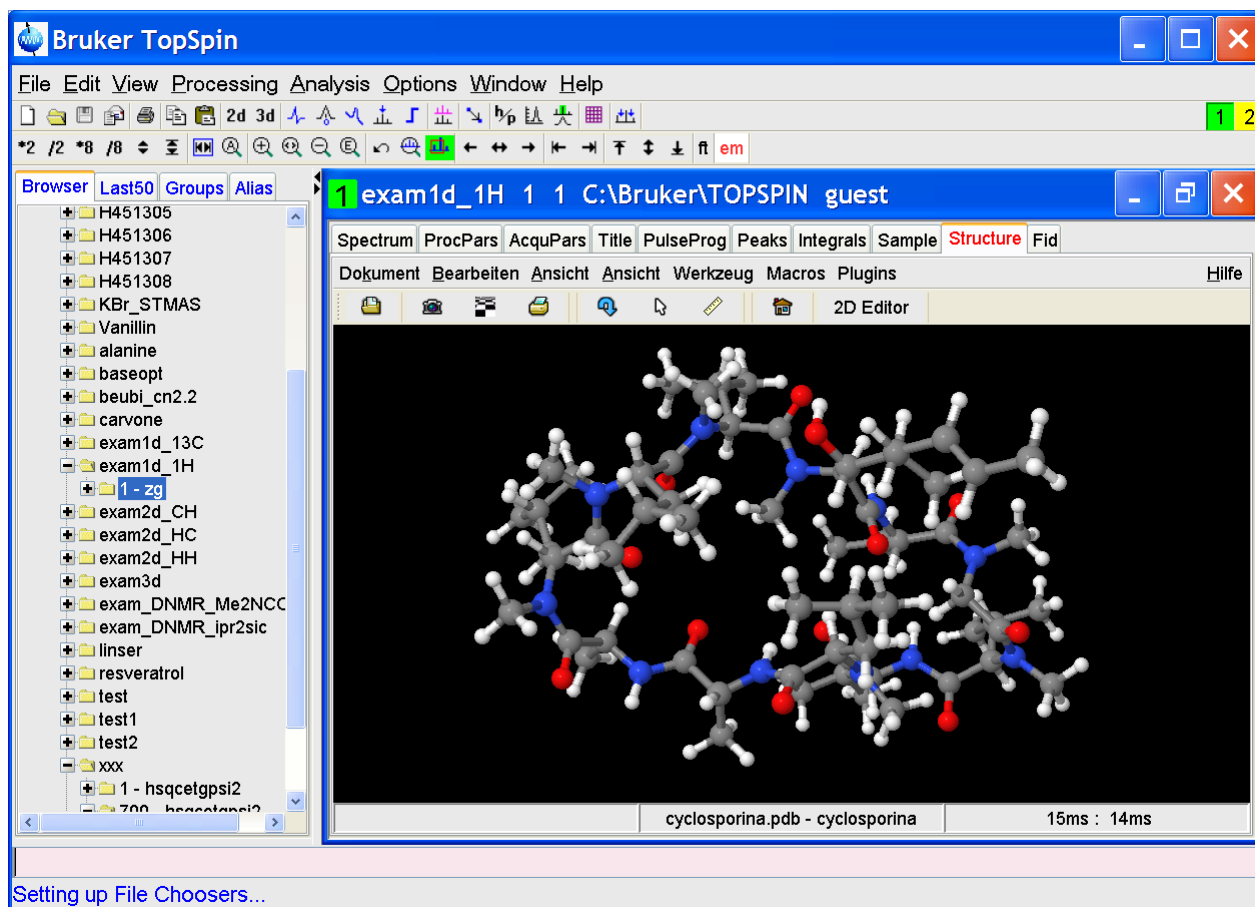 Bruker TopSpin
File Edit View Processing Analysis Options Window Help
2d 3d h/p 1 2
*2 /2 *8 /8 A Q E ft em
Browser Last50 Groups Alias
1 exam1d_1H 1 1 C:\Bruker\TOPSPIN guest
Spectrum ProcPars AcquPars Title PulseProg Peaks Integrals Sample Structure Fid
Dokument Bearbeiten Ansicht Ansicht Werkzeug Macros Plugins Hilfe
2D Editor
H451305
H451306
H451307
H451308
KBr_STMAS
Vanillin
alanine
baseopt
beubi_cn2.2
carvone
exam1d_13C
exam1d_1H
1 - zg
exam2d_CH
exam2d_HC
exam2d_HH
exam3d
exam_DNMR_Me2NCC
exam_DNMR_ipr2sic
linser
resveratrol
test
test1
test2
xxx
1 - hsqcetgpsi2
700 - hsqcetgpsi2
cyclosporina.pdb - cyclosporina
15ms : 14ms
Setting up File Choosers...